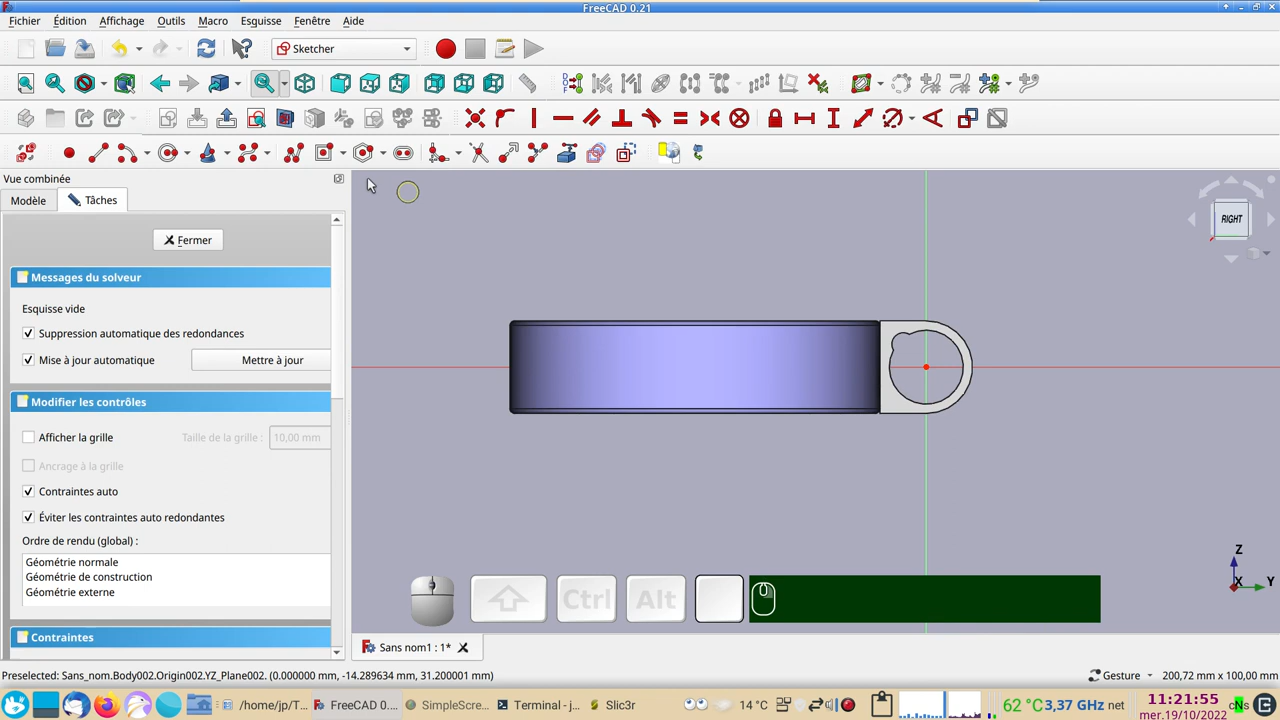 FreeCAD 0.21
Fichier Édition Affichage Outils Macro Esquisse Fenêtre Aide
Sketcher
Vue combinée
Modèle Tâches
Fermer
Messages du solveur
Esquisse vide
Suppression automatique des redondances
Mise à jour automatique Mettre à jour
Modifier les contrôles
Afficher la grille Taille de la grille : 10,00 mm
Ancrage à la grille
Contraintes auto
Éviter les contraintes auto redondantes
Ordre de rendu (global) :
Géométrie normale
Géométrie de construction
Géométrie externe
Contraintes
RIGHT
Z
X Y
Ctrl Alt
Sans nom1 : 1*
Preselected: Sans_nom.Body002.Origin002.YZ_Plane002. (0.000000 mm, -14.289634 mm, 31.200001 mm)
Gesture 200,72 mm x 100,00 mm
/home/jp/T... FreeCAD 0.... SimpleScre... Terminal - j... Slic3r
14 °C
62 °C 3,37 GHz net
11:21:55
mer.19/10/2022
cNs